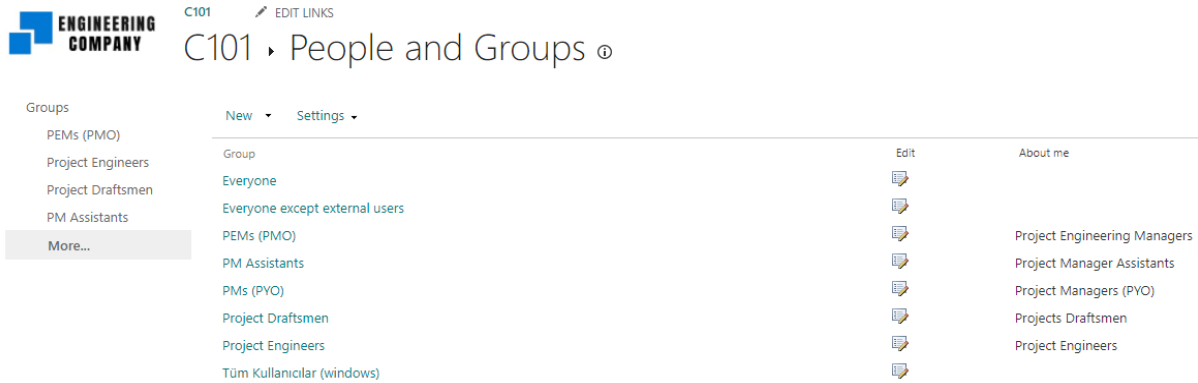 ENGINEERING
COMPANY
C101 EDIT LINKS
C101 People and Groups
Groups
PEMs (PMO)
Project Engineers
Project Draftsmen
PM Assistants
More...
New Settings
Group Edit About me
Everyone
Everyone except external users
PEMs (PMO) Project Engineering Managers
PM Assistants Project Manager Assistants
PMs (PYO) Project Managers (PYO)
Project Draftsmen Projects Draftsmen
Project Engineers Project Engineers
Tüm Kullanıcılar (windows)